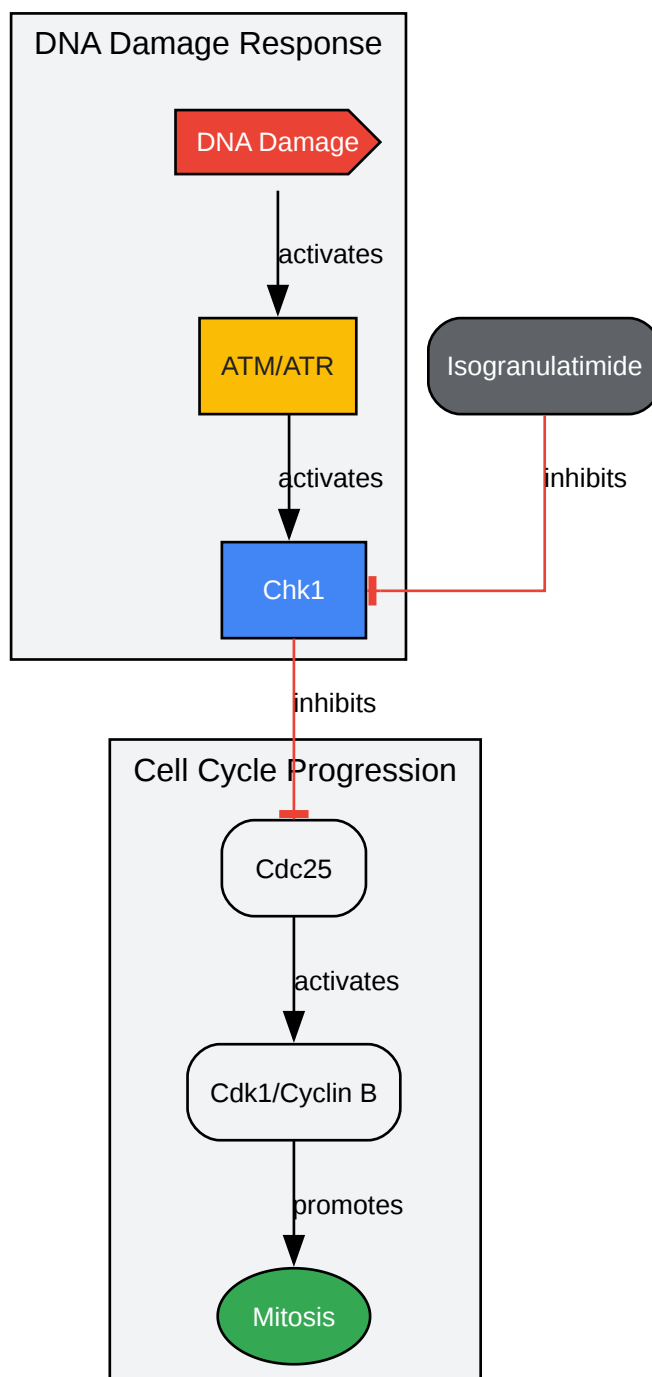 DNA Damage Response
DNA Damage
activates
ATM/ATR
Isogranulatimide
activates
inhibits
Chk1
inhibits
Cell Cycle Progression
Cdc25
activates
Cdk1/Cyclin B
promotes
Mitosis